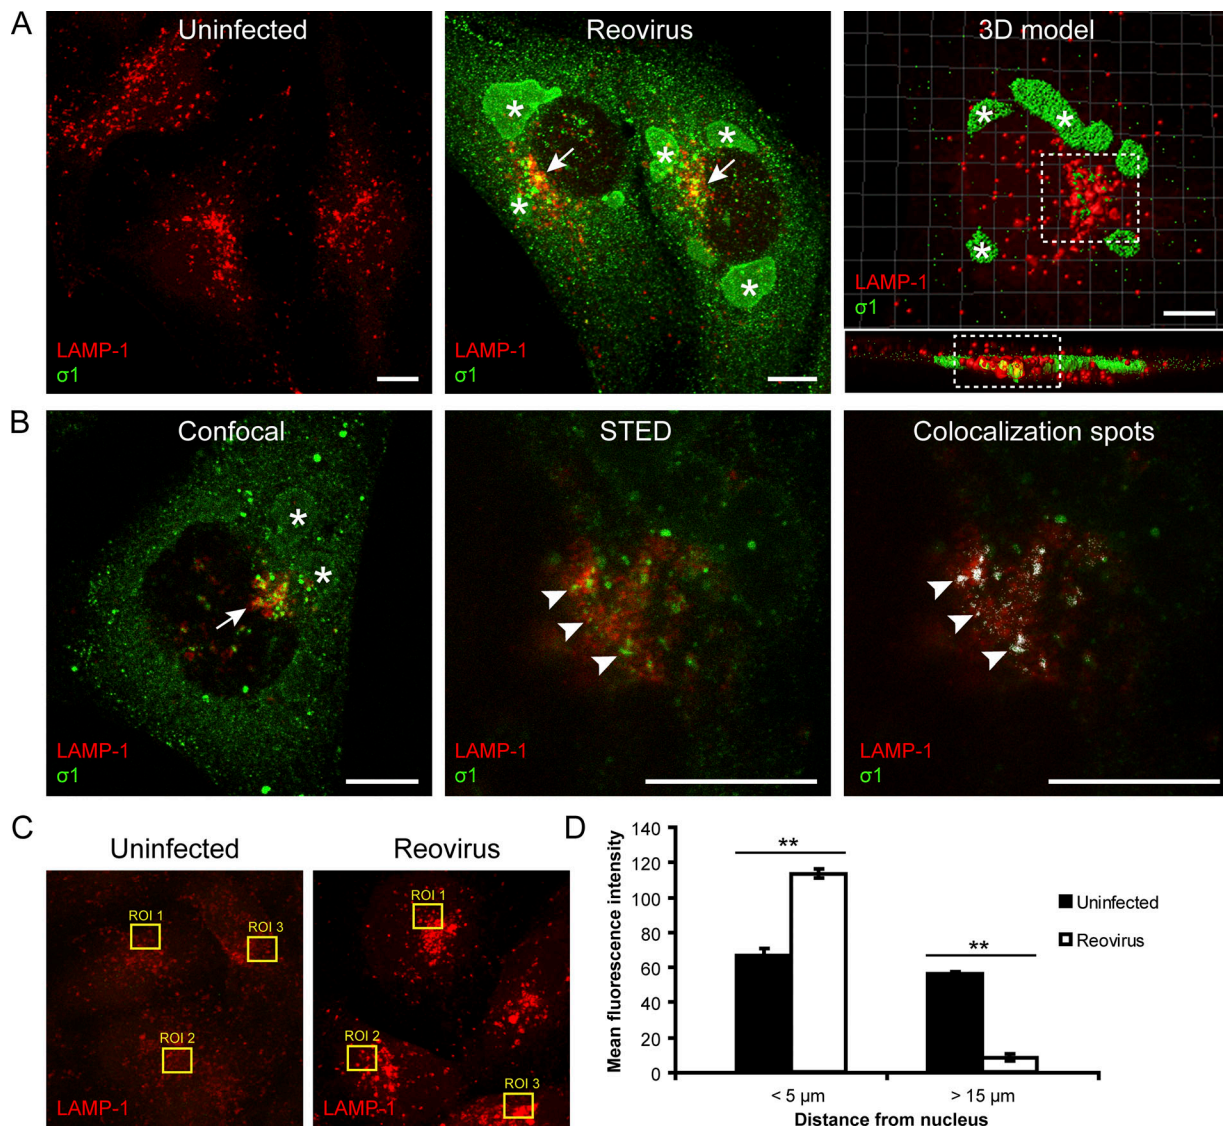 A
Uninfected
LAMP-1
σ1
Reovirus
*
*
*
*
*
LAMP-1
σ1
3D model
*
*
*
LAMP-1
σ1
B
Confocal
*
*
LAMP-1
σ1
STED
LAMP-1
σ1
Colocalization spots
LAMP-1
σ1
C
Uninfected
ROI 1
ROI 3
ROI 2
LAMP-1
Reovirus
ROI 1
ROI 2
ROI 3
LAMP-1
D
Mean fluorescence intensity
140
120
100
80
60
40
20
0
**
**
Uninfected
Reovirus
< 5 µm
> 15 µm
Distance from nucleus